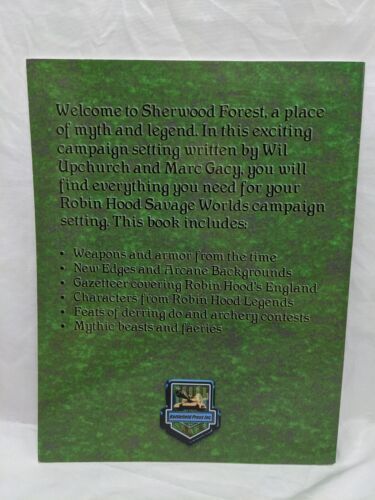 Welcome to Sherwood Forest, a place
of myth and legend. In this exciting
campaign setting written by Wil
Upchurch and Marc Gacy, you will
find everything you need for your
Robin Hood Savage Worlds campaign
setting. This book includes:
• Weapons and armor from the time
• New Edges and Arcane Backgrounds
• Gazetteer covering Robin Hood's England
• Characters from Robin Hood Legends
• Feats of derring do and archery contests
• Mythic beasts and faeries
Battlefield Press Inc.